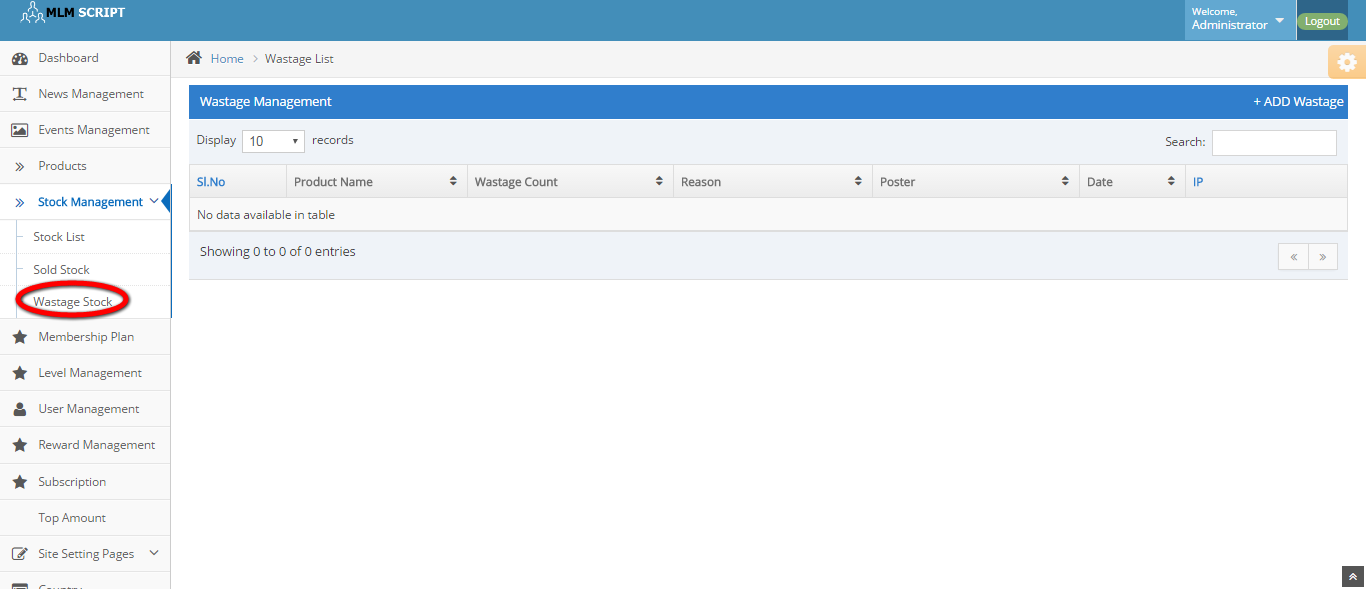 MLM SCRIPT
Welcome,
Administrator
Logout
Dashboard
News Management
Events Management
Products
Stock Management
Stock List
Sold Stock
Wastage Stock
Membership Plan
Level Management
User Management
Reward Management
Subscription
Top Amount
Site Setting Pages
Country
Home > Wastage List
Wastage Management
+ ADD Wastage
Display 10 records
Search:
Sl.No Product Name Wastage Count Reason Poster Date IP
No data available in table
Showing 0 to 0 of 0 entries
« »